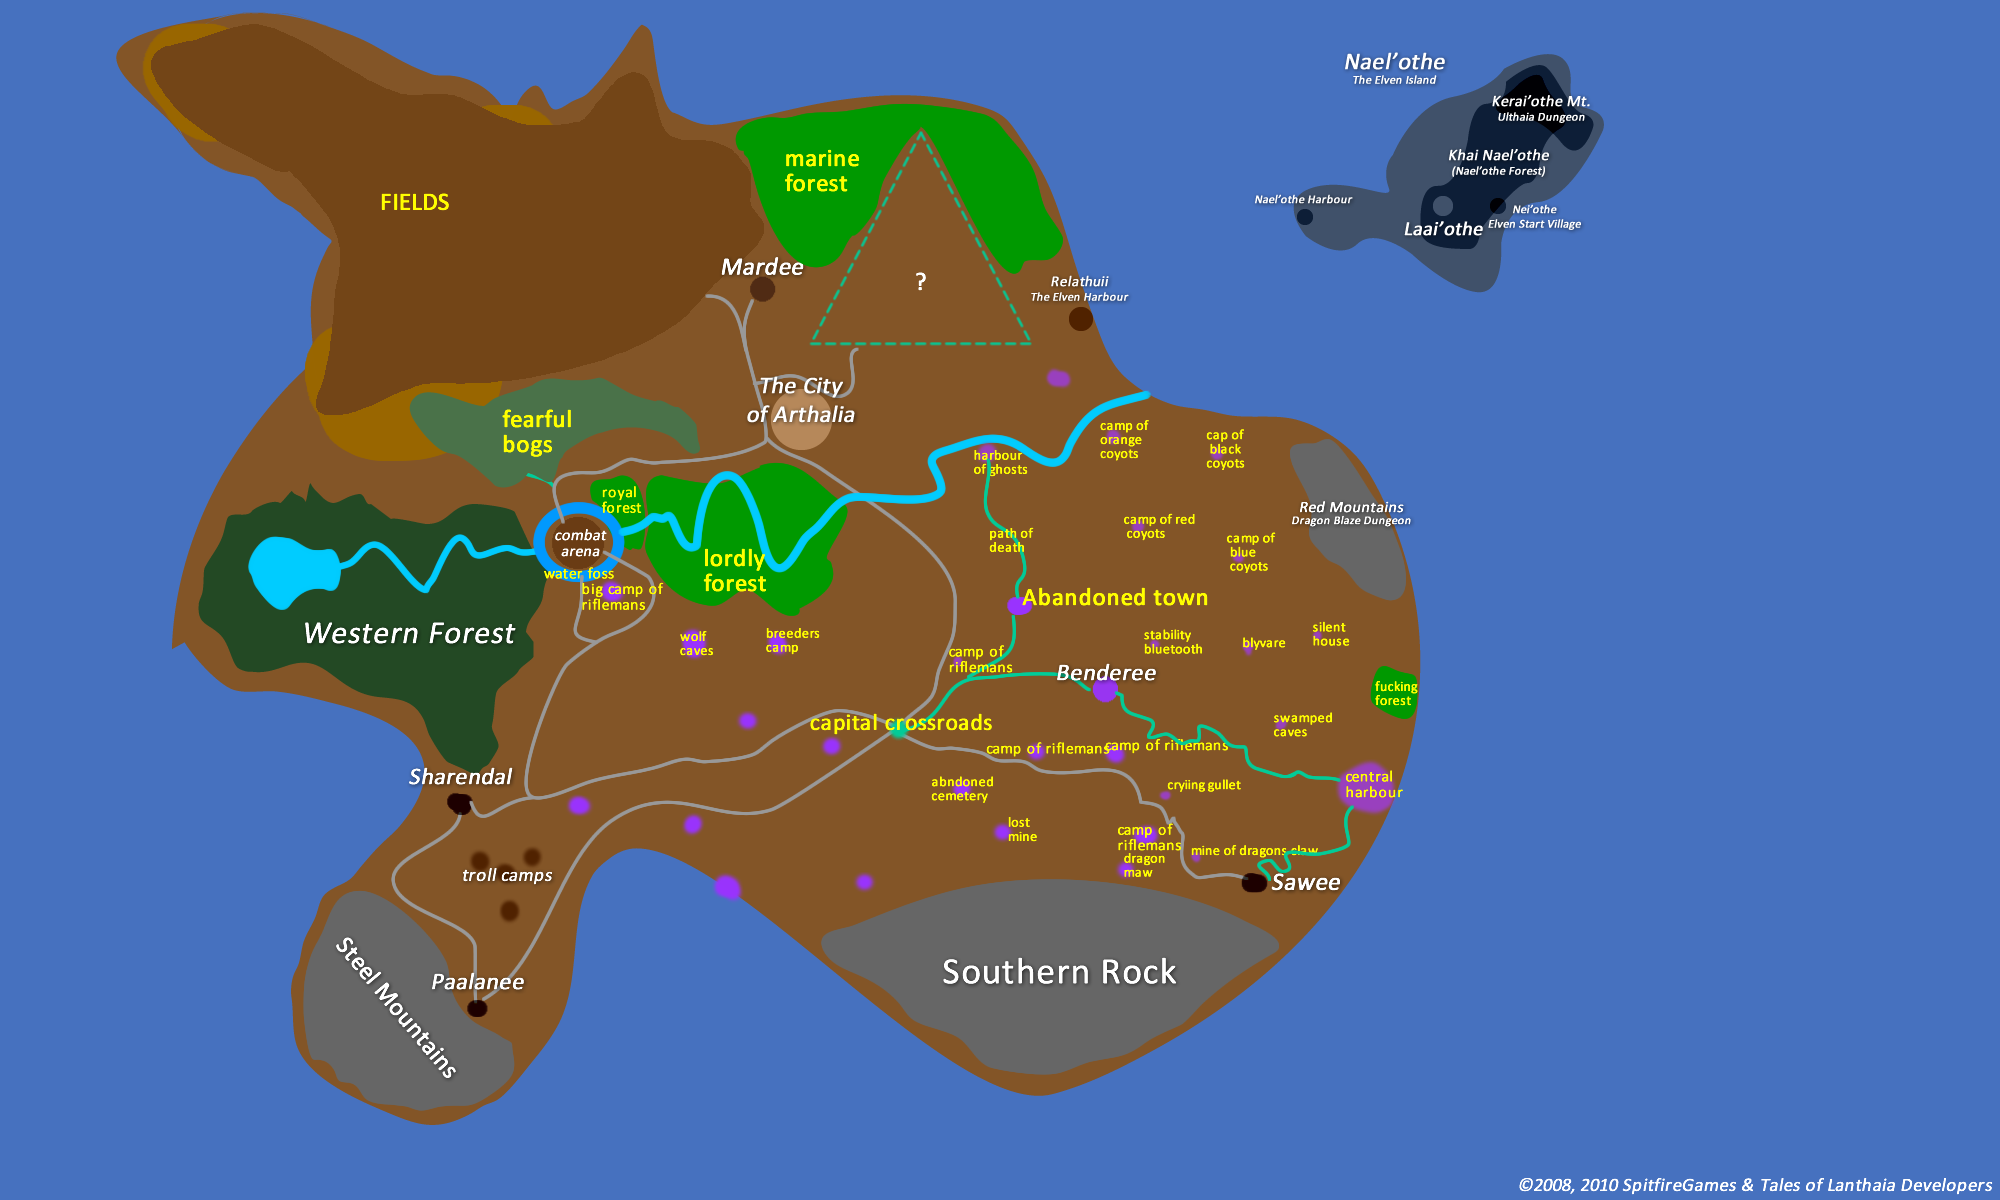 Nael'othe
The Elven Island
Kerai'othe Mt.
Ulthaia Dungeon
Khai Nael'othe
(Nael'othe Forest)
Nael'othe Harbour
Nei'othe
Elven Start Village
Laai'othe
marine
forest
FIELDS
Mardee
?
Relathuii
The Elven Harbour
The City
of Arthalia
fearful
bogs
camp of
orange
coyots
cap of
black
coyots
harbour
of ghosts
royal
forest
Red Mountains
Dragon Blaze Dungeon
combat
arena
path of
death
camp of red
coyots
camp of
blue
coyots
lordly
forest
water foss
big camp of
riflemans
Abandoned town
Western Forest
wolf
caves
breeders
camp
stability
bluetooth
blyvare
silent
house
camp of
riflemans
Benderee
fucking
forest
capital crossroads
swamped
caves
camp of riflemans
camp of riflemans
Sharendal
abndoned
cemetery
cryiing gullet
central
harbour
lost
mine
camp of
riflemans
dragon
maw
mine of dragons claw
troll camps
Sawee
Steel Mountains
Paalanee
Southern Rock
©2008, 2010 SpitfireGames & Tales of Lanthaia Developers